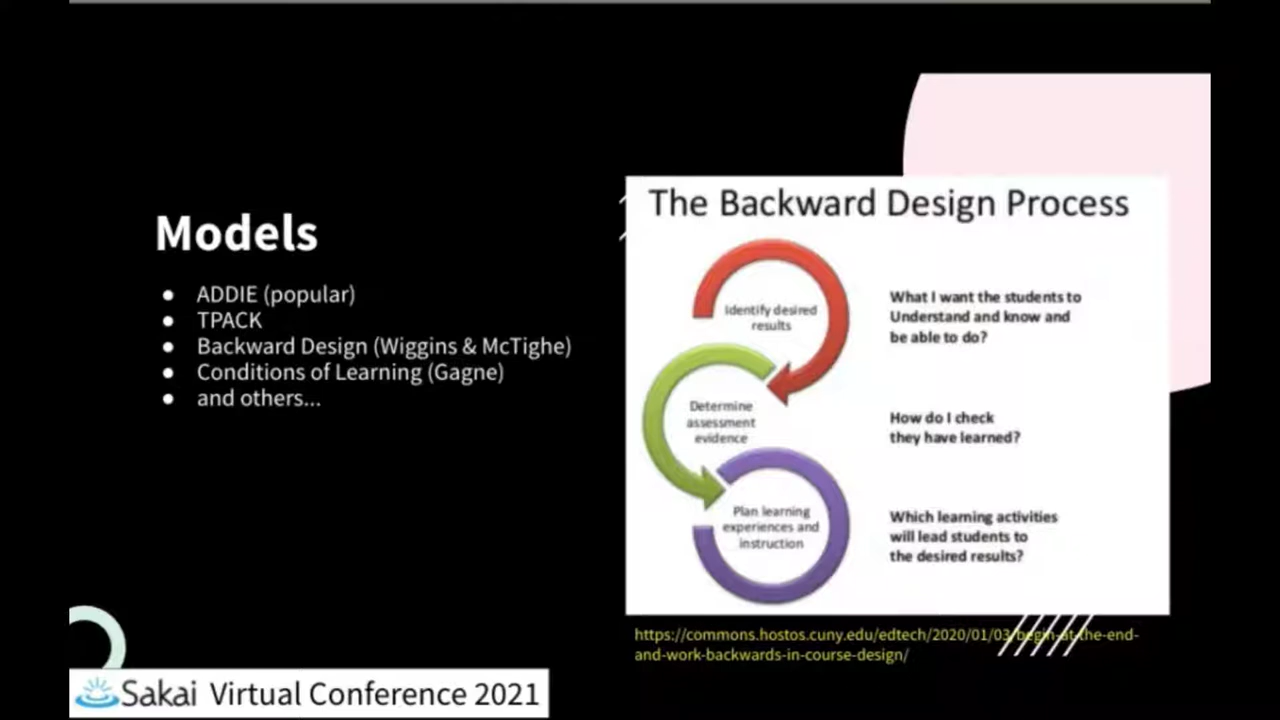 Models
● ADDIE (popular)
● TPACK
● Backward Design (Wiggins & McTighe)
● Conditions of Learning (Gagne)
● and others...
The Backward Design Process
Identify desired
results
What I want the students to
Understand and know and
be able to do?
Determine
assessment
evidence
How do I check
they have learned?
Plan learning
experiences and
instruction
Which learning activities
will lead students to
the desired results?
https://commons.hostos.cuny.edu/edtech/2020/01/03/begin-at-the-end-
and-work-backwards-in-course-design/
Sakai Virtual Conference 2021